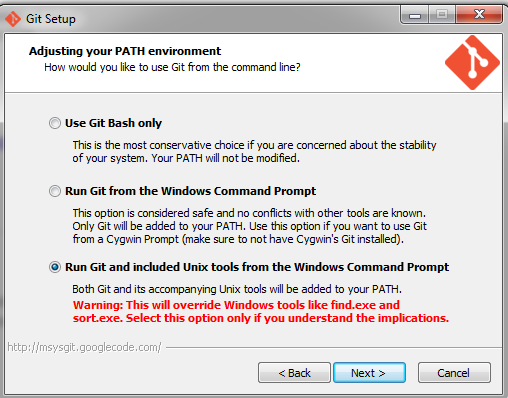 Git Setup
Adjusting your PATH environment
How would you like to use Git from the command line?
Use Git Bash only
This is the most conservative choice if you are concerned about the stability
of your system. Your PATH will not be modified.
Run Git from the Windows Command Prompt
This option is considered safe and no conflicts with other tools are known.
Only Git will be added to your PATH. Use this option if you want to use Git
from a Cygwin Prompt (make sure to not have Cygwin's Git installed).
Run Git and included Unix tools from the Windows Command Prompt
Both Git and its accompanying Unix tools will be added to your PATH.
Warning: This will override Windows tools like find.exe and
sort.exe. Select this option only if you understand the implications.
http://msysgit.googlecode.com/
< Back
Next >
Cancel